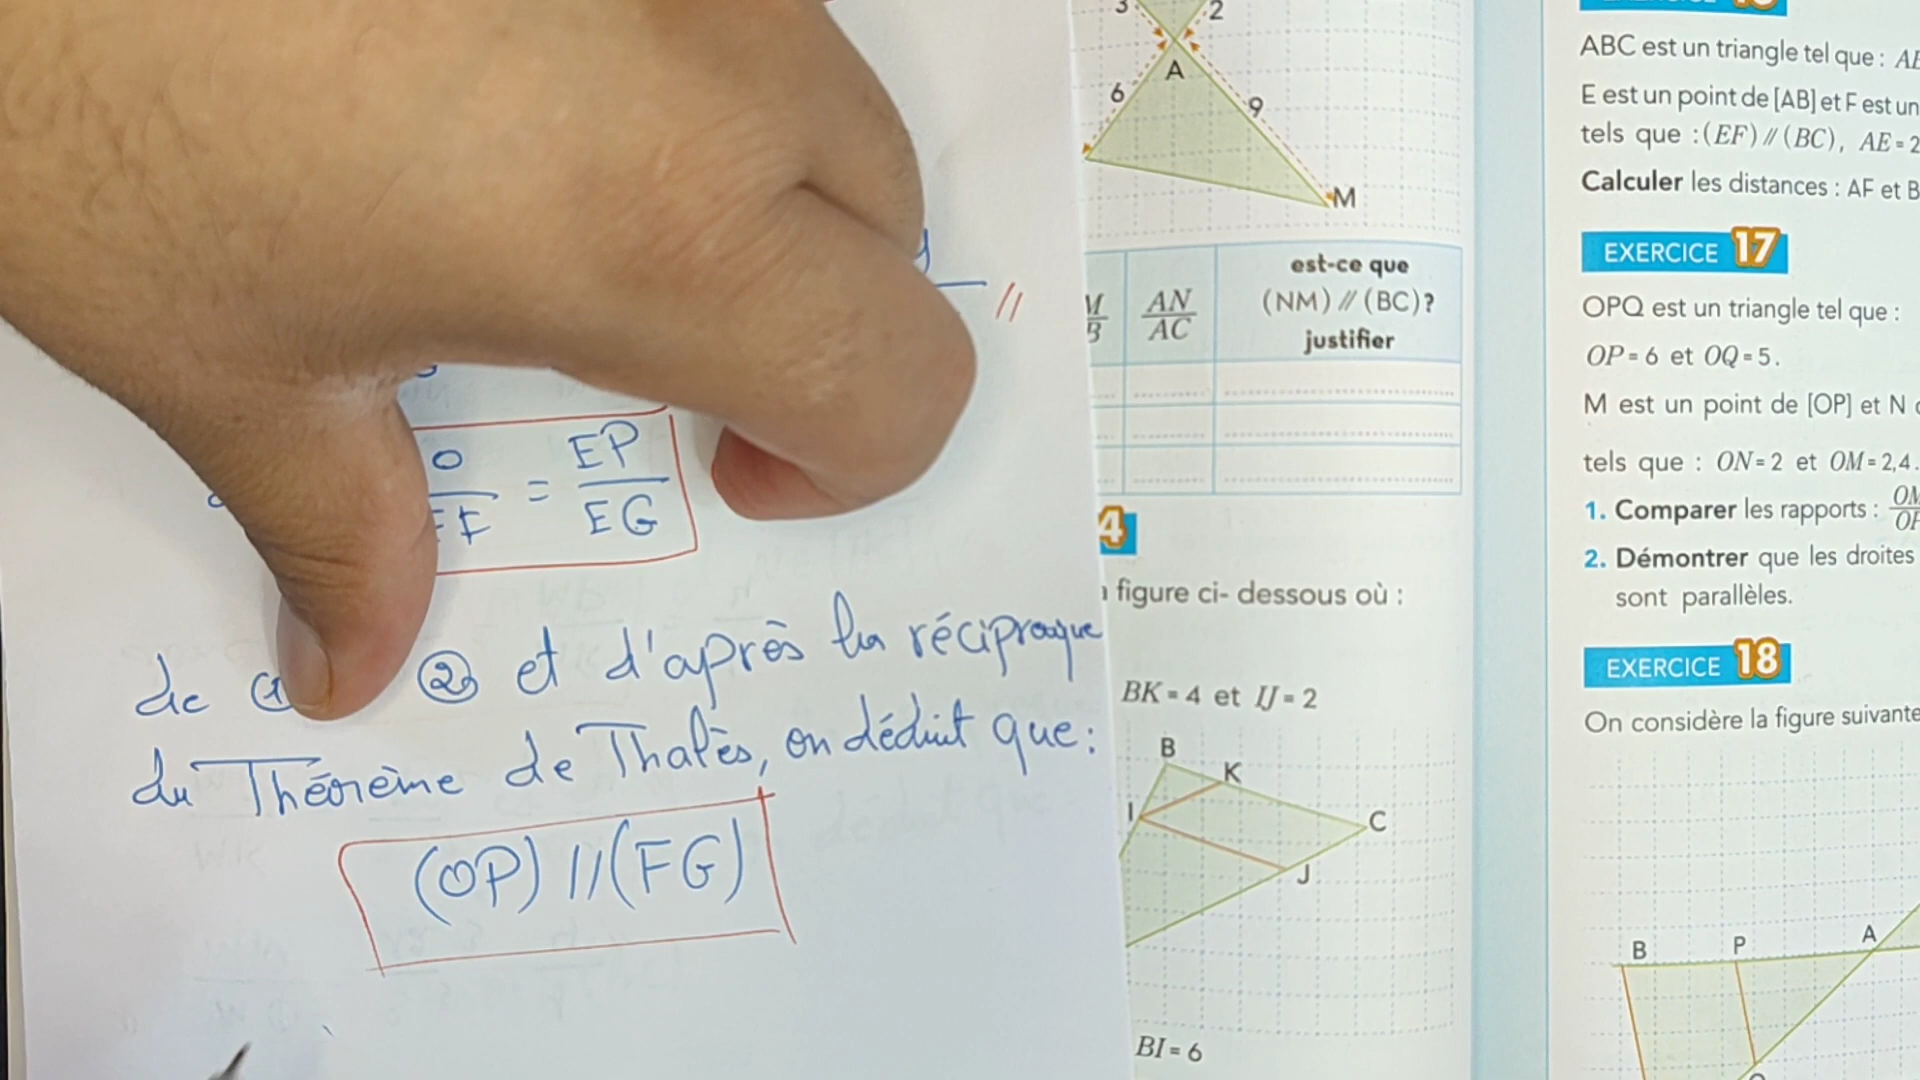 //
EP
= EG
de ② et d'après la réciproque
du Théorème de Thalès, on déduit que:
(OP) // (FG)
3 2
A
6 9
M
AN
AC
est-ce que
(NM) // (BC)?
justifier
4
figure ci- dessous où :
BK = 4 et IJ = 2
B
K
I
C
J
BI = 6
ABC est un triangle tel que :
E est un point de [AB] et F est un
tels que : (EF) // (BC), AE = 2
Calculer les distances : AF et
EXERCICE 17
OPQ est un triangle tel que :
OP = 6 et OQ = 5.
M est un point de [OP] et N
tels que : ON = 2 et OM = 2,4.
1. Comparer les rapports :
2. Démontrer que les droites
sont parallèles.
EXERCICE 18
On considère la figure suivante
B P A